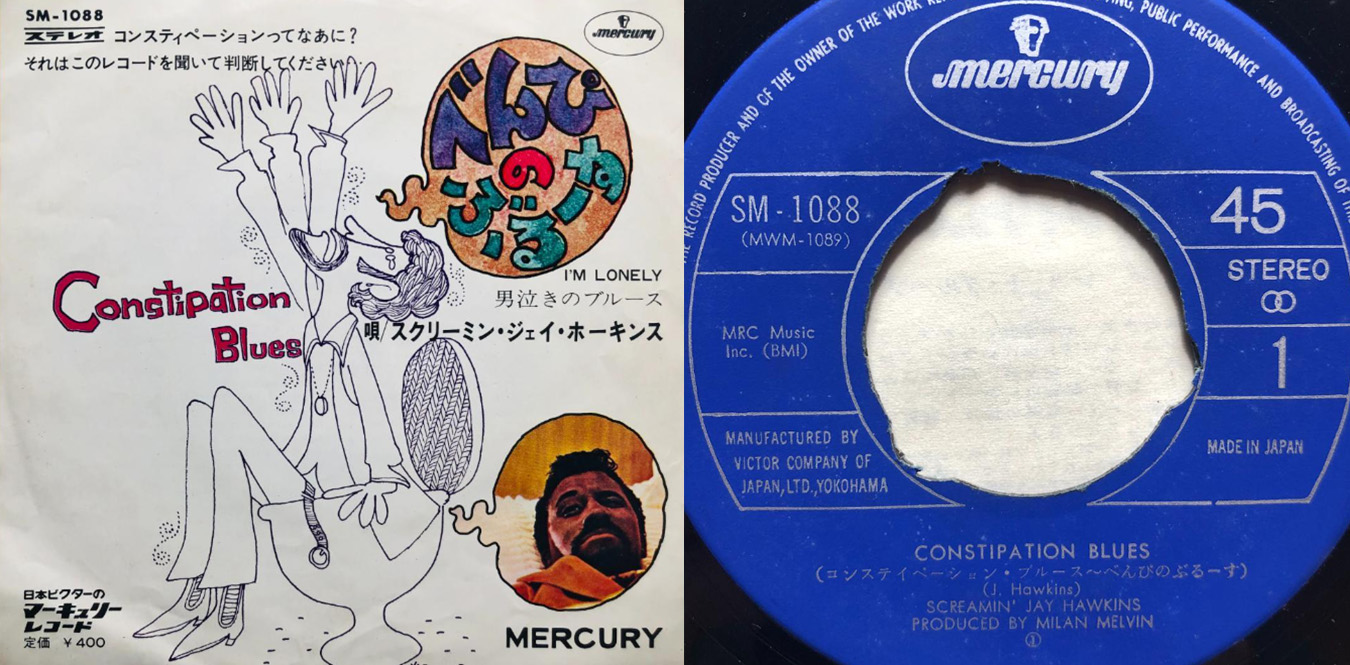 SM-1088
ステレオ コンスティペーションってなあに?
それはこのレコードを聞いて判断してください
mercury
べんぴ
の
ぶるーす
I'M LONELY
男泣きのブルース
唄/スクリーミン・ジェイ・ホーキンス
Constipation
Blues
日本ビクターの
マーキュリー
レコード
定価 ¥400
MERCURY
THE RECORD PRODUCER AND OF THE OWNER OF THE WORK
PUBLIC PERFORMANCE AND BROADCASTING OF
mercury
SM-1088
(MWM-1089)
45
STEREO
1
MRC Music
Inc. (BMI)
MANUFACTURED BY
VICTOR COMPANY OF
JAPAN, LTD., YOKOHAMA
MADE IN JAPAN
CONSTIPATION BLUES
(コンステイペーション・ブルース〜べんぴのぶるーす)
(J. Hawkins)
SCREAMIN' JAY HAWKINS
PRODUCED BY MILAN MELVIN